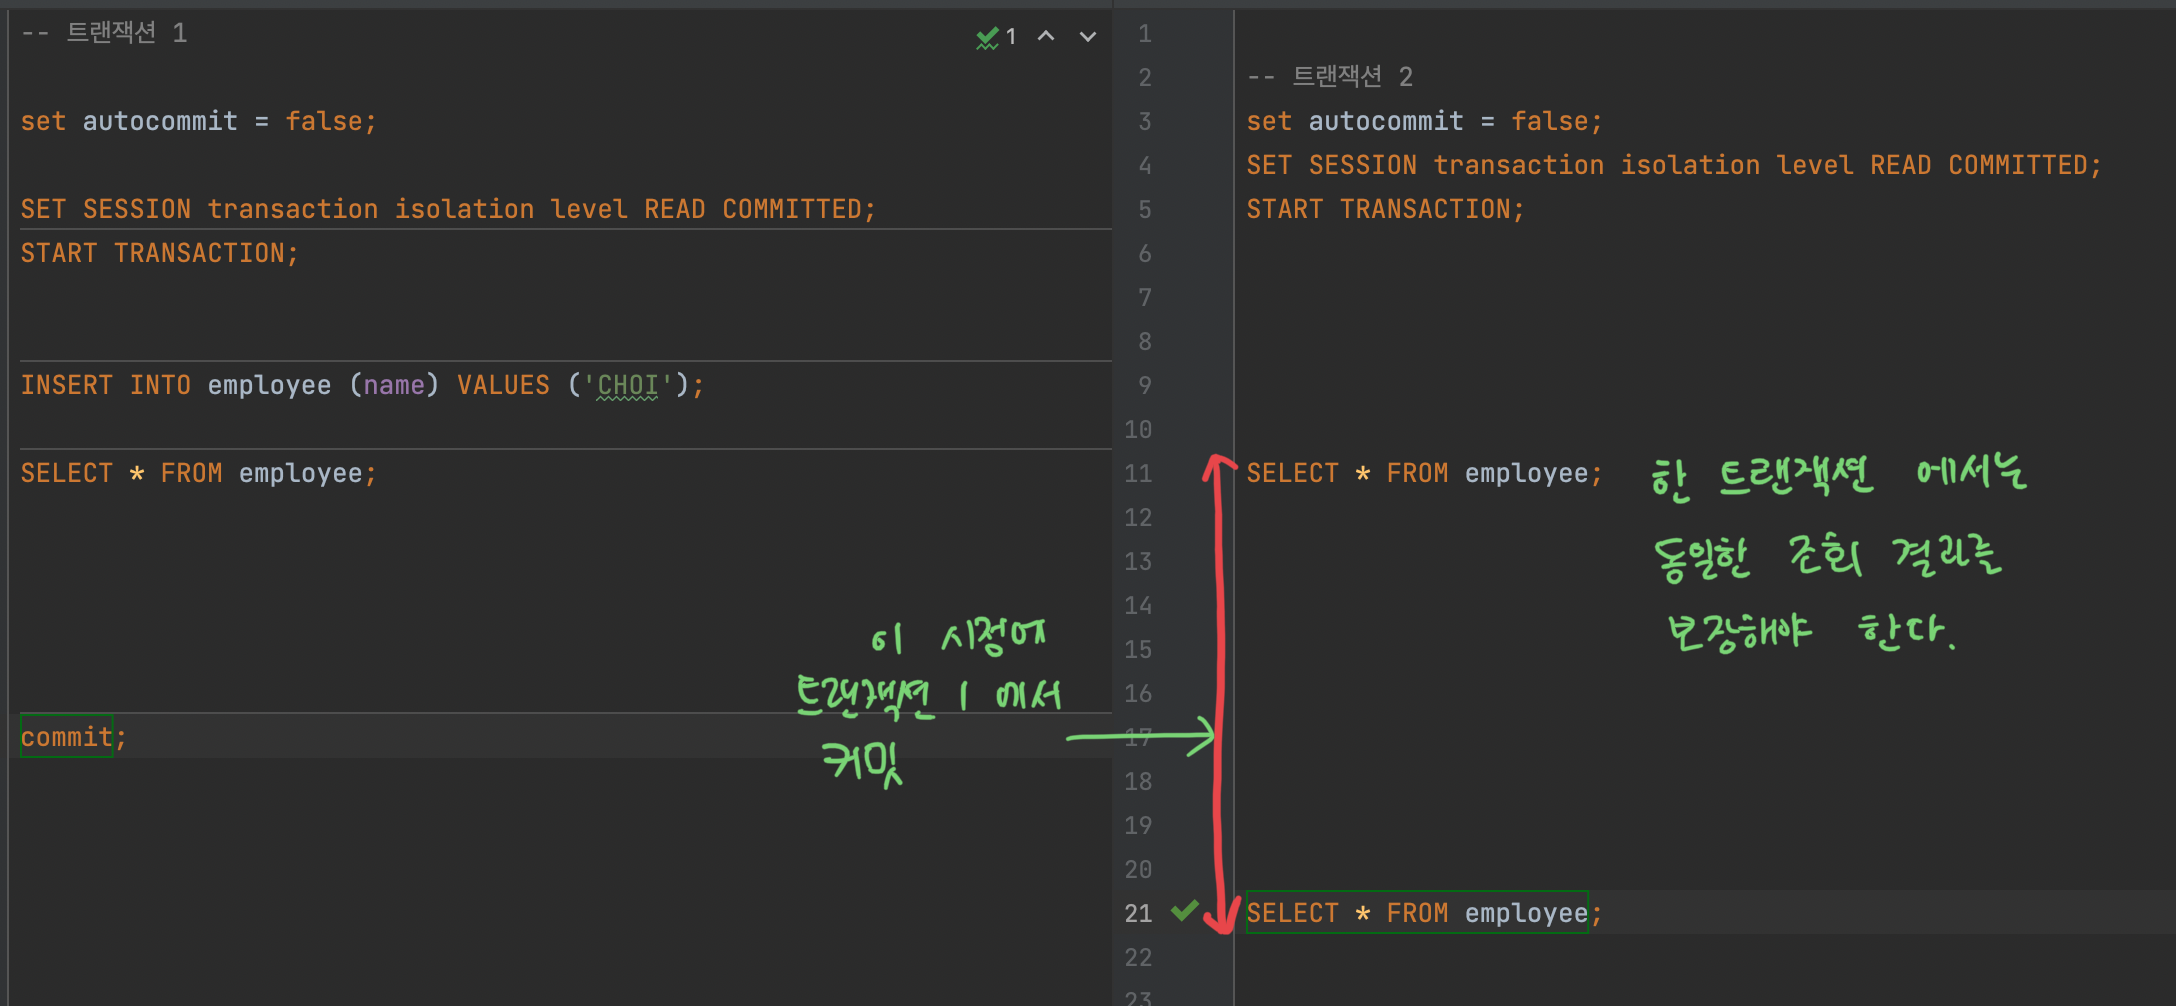 -- 트랜잭션 1
1
set autocommit = false;
SET SESSION transaction isolation level READ COMMITTED;
START TRANSACTION;
INSERT INTO employee (name) VALUES ('CHOI');
SELECT * FROM employee;
이 시점에
트랜잭션 1 에서
커밋
commit;
1
2 -- 트랜잭션 2
3 set autocommit = false;
4 SET SESSION transaction isolation level READ COMMITTED;
5 START TRANSACTION;
6
7
8
9
10
11 SELECT * FROM employee;
한 트랜잭션 에서는
동일한 조회 결과를
보장해야 한다.
12
13
14
15
16
17
18
19
20
21 SELECT * FROM employee;
22
23